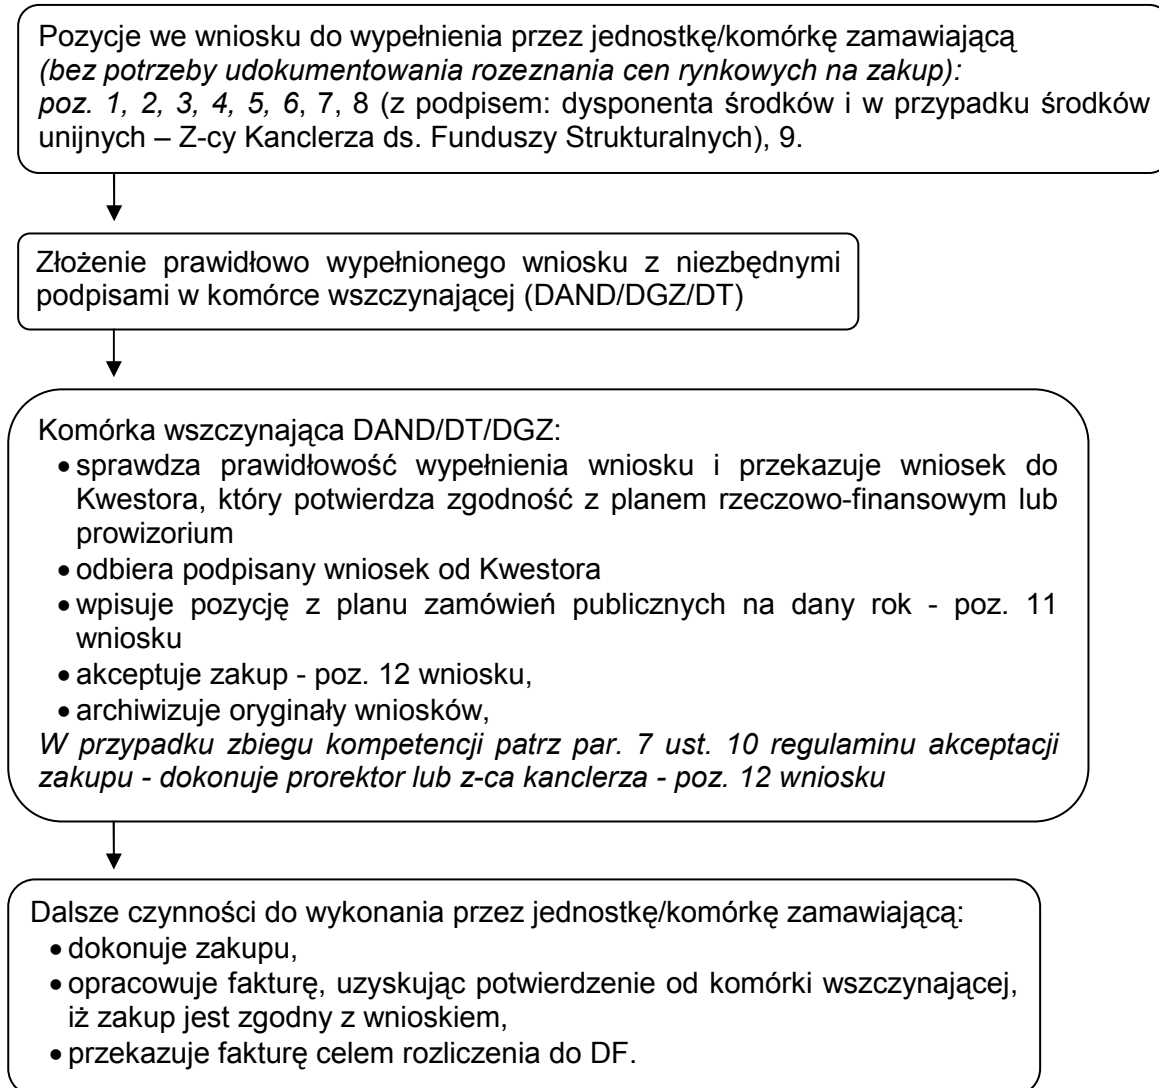 Pozycje we wniosku do wypełnienia przez jednostkę/komórkę zamawiającą
(bez potrzeby udokumentowania rozeznania cen rynkowych na zakup):
poz. 1, 2, 3, 4, 5, 6, 7, 8 (z podpisem: dysponenta środków i w przypadku środków
unijnych – Z-cy Kanclerza ds. Funduszy Strukturalnych), 9.
Złożenie prawidłowo wypełnionego wniosku z niezbędnymi
podpisami w komórce wszczynającej (DAND/DGZ/DT)
Komórka wszczynająca DAND/DT/DGZ:
• sprawdza prawidłowość wypełnienia wniosku i przekazuje wniosek do
Kwestora, który potwierdza zgodność z planem rzeczowo-finansowym lub
prowizorium
• odbiera podpisany wniosek od Kwestora
• wpisuje pozycję z planu zamówień publicznych na dany rok - poz. 11
wniosku
• akceptuje zakup - poz. 12 wniosku,
• archiwizuje oryginały wniosków,
W przypadku zbiegu kompetencji patrz par. 7 ust. 10 regulaminu akceptacji
zakupu - dokonuje prorektor lub z-ca kanclerza - poz. 12 wniosku
Dalsze czynności do wykonania przez jednostkę/komórkę zamawiającą:
• dokonuje zakupu,
• opracowuje fakturę, uzyskując potwierdzenie od komórki wszczynającej,
iż zakup jest zgodny z wnioskiem,
• przekazuje fakturę celem rozliczenia do DF.